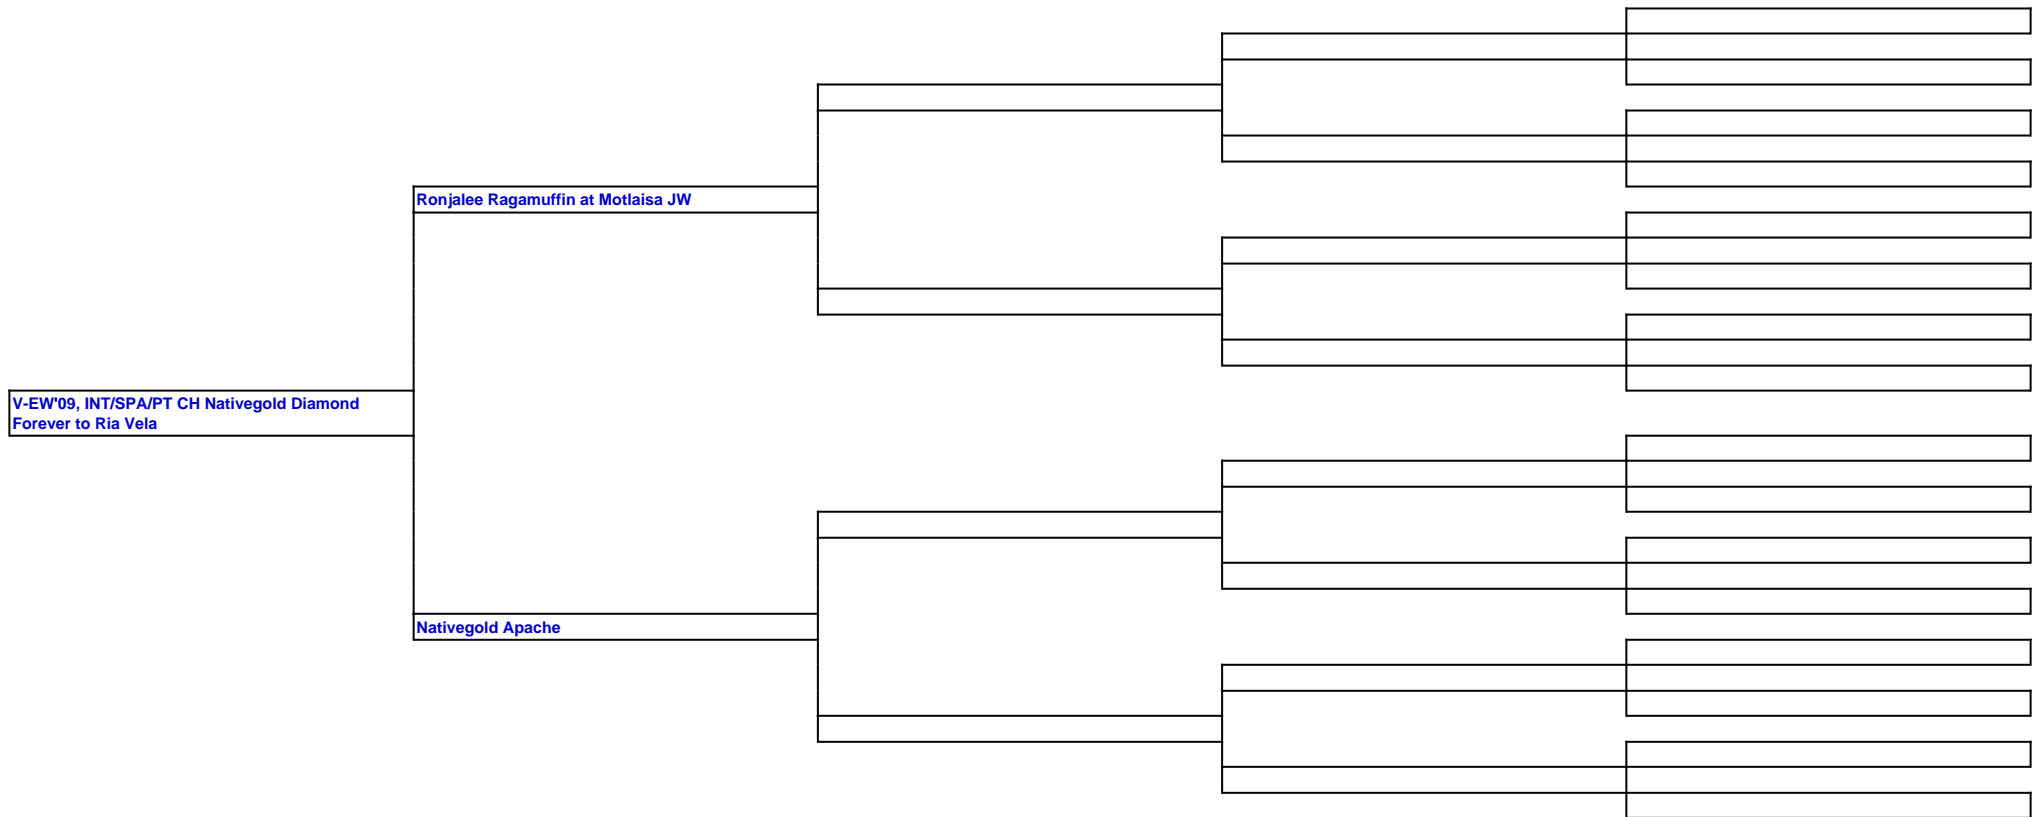 Ronjalee Ragamuffin at Motlaisa JW
V-EW'09, INT/SPA/PT CH Nativegold Diamond
Forever to Ria Vela
Nativegold Apache